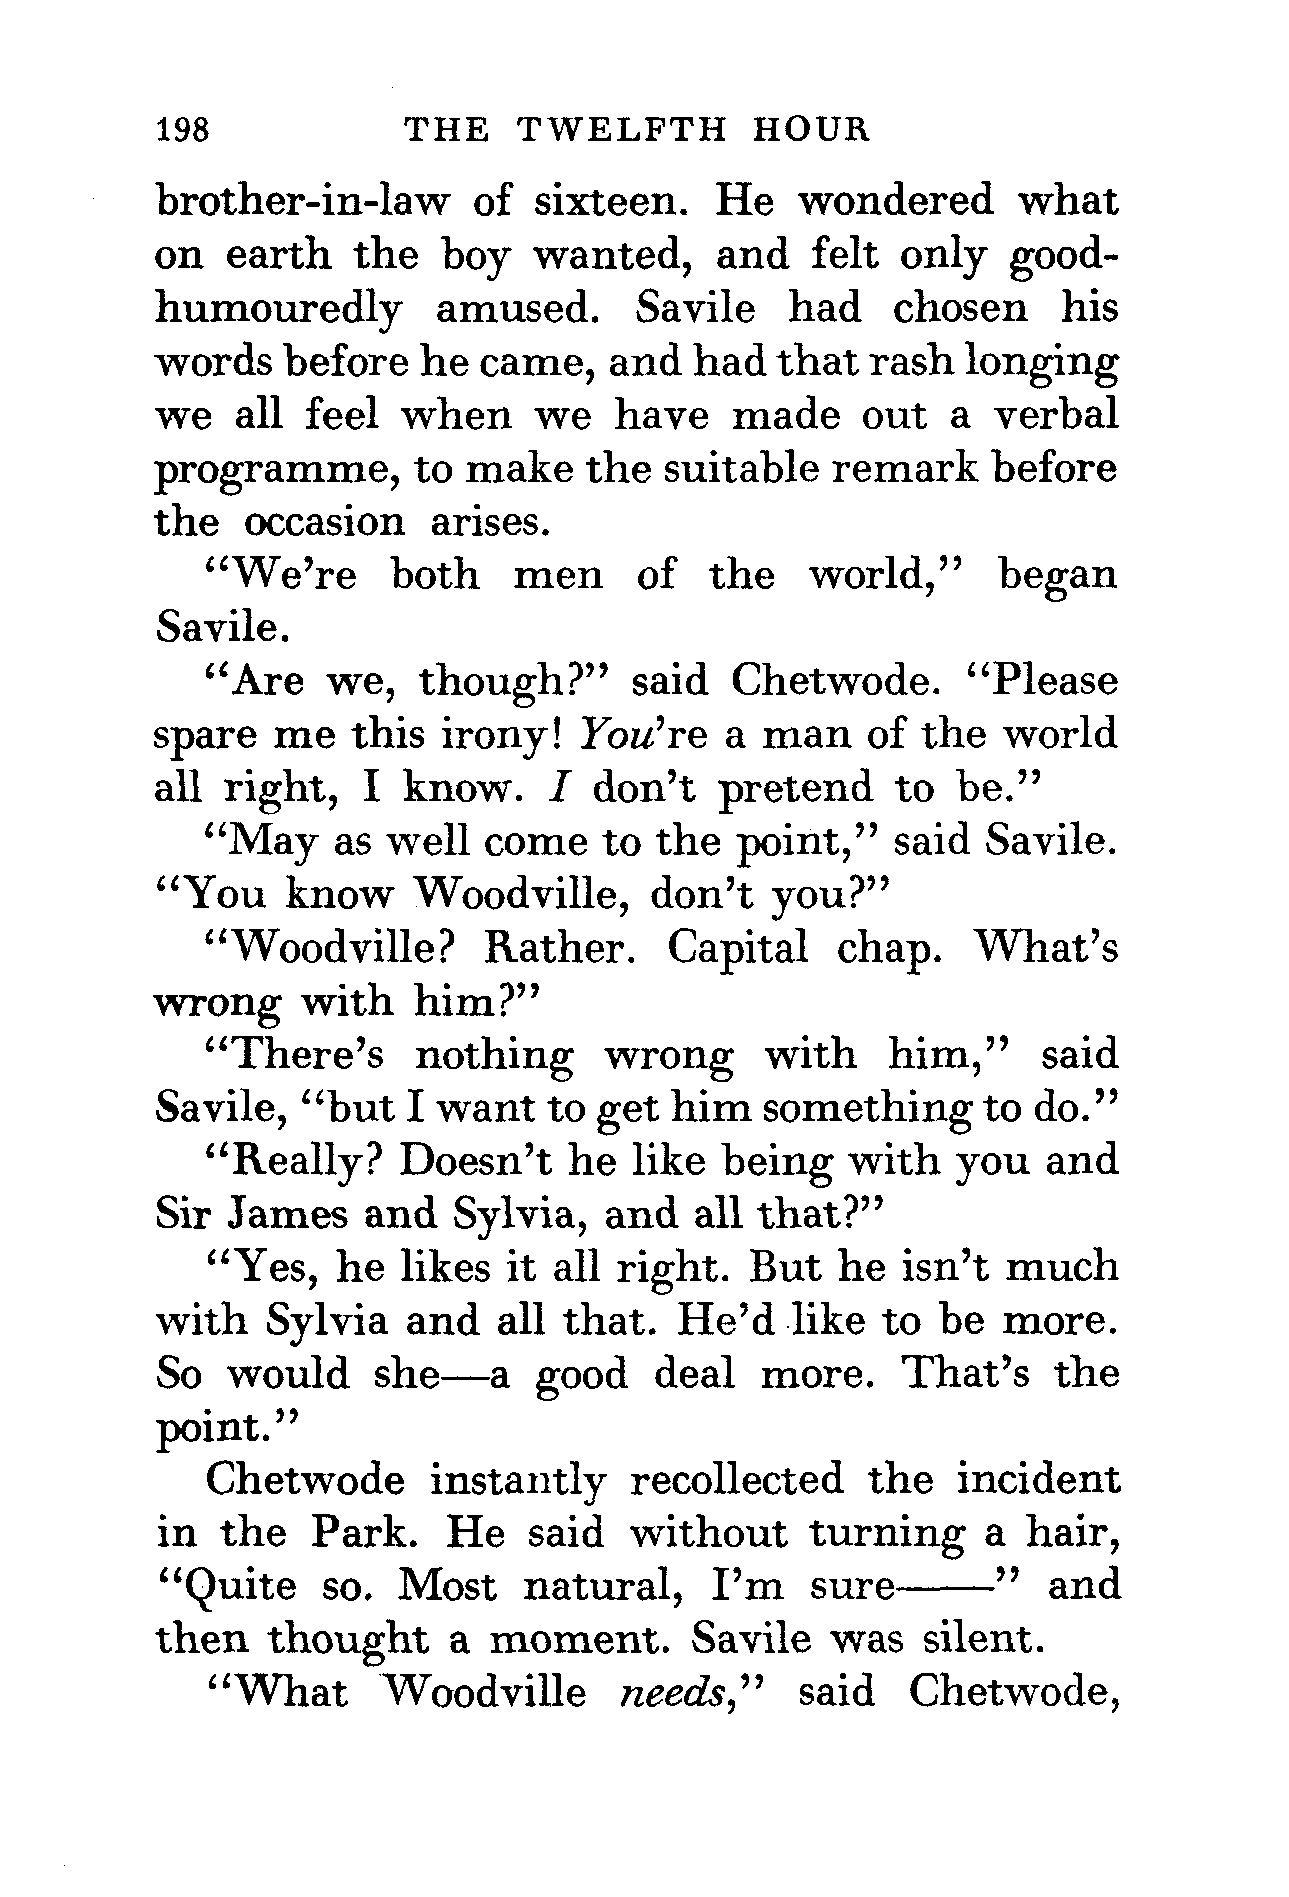 198 THE TWELFTH HOUR
brother-in-law of sixteen. He wondered what
on earth the boy wanted, and felt only good-
humouredly amused. Savile had chosen his
words before he came, and had that rash longing
we all feel when we have made out a verbal
programme, to make the suitable remark before
the occasion arises.
“We’re both men of the world,” began
Savile.
“Are we, though?” said Chetwode. “Please
spare me this irony! You’re a man of the world
all right, I know. I don’t pretend to be.”
“May as well come to the point,” said Savile.
“You know Woodville, don’t you?”
“Woodville? Rather. Capital chap. What’s
wrong with him?”
“There’s nothing wrong with him,” said
Savile, “but I want to get him something to do.”
“Really? Doesn’t he like being with you and
Sir James and Sylvia, and all that?”
“Yes, he likes it all right. But he isn’t much
with Sylvia and all that. He’d like to be more.
So would she—a good deal more. That’s the
point.”
Chetwode instantly recollected the incident
in the Park. He said without turning a hair,
“Quite so. Most natural, I’m sure——” and
then thought a moment. Savile was silent.
“What Woodville needs,” said Chetwode,